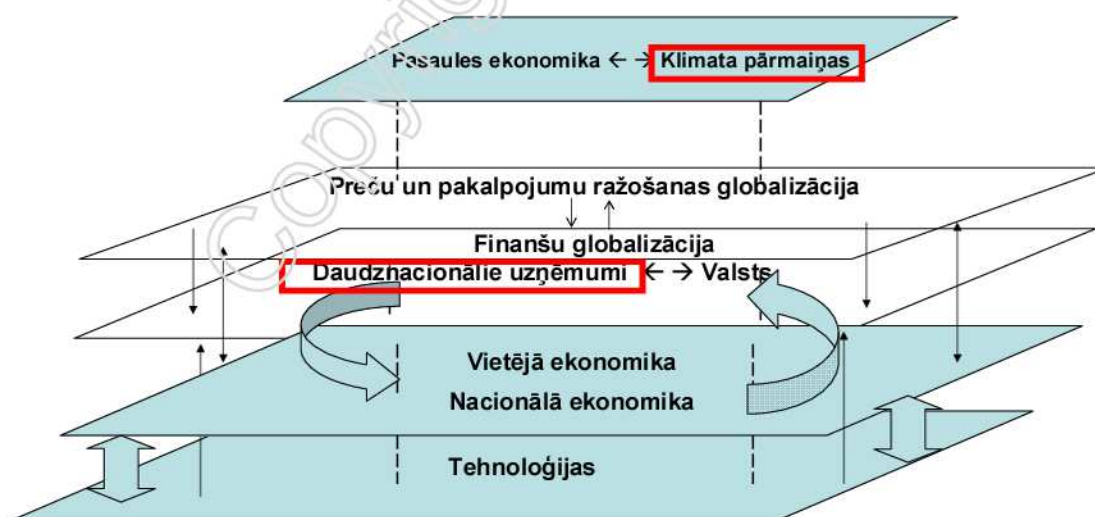 Copyrig
Pasaules ekonomika ← → Klimata pārmaiņas
Preču un pakalpojumu ražošanas globalizācija
Finanšu globalizācija
Daudznacionālie uzņēmumi ← → Valsts
Vietējā ekonomika
Nacionālā ekonomika
Tehnoloģijas